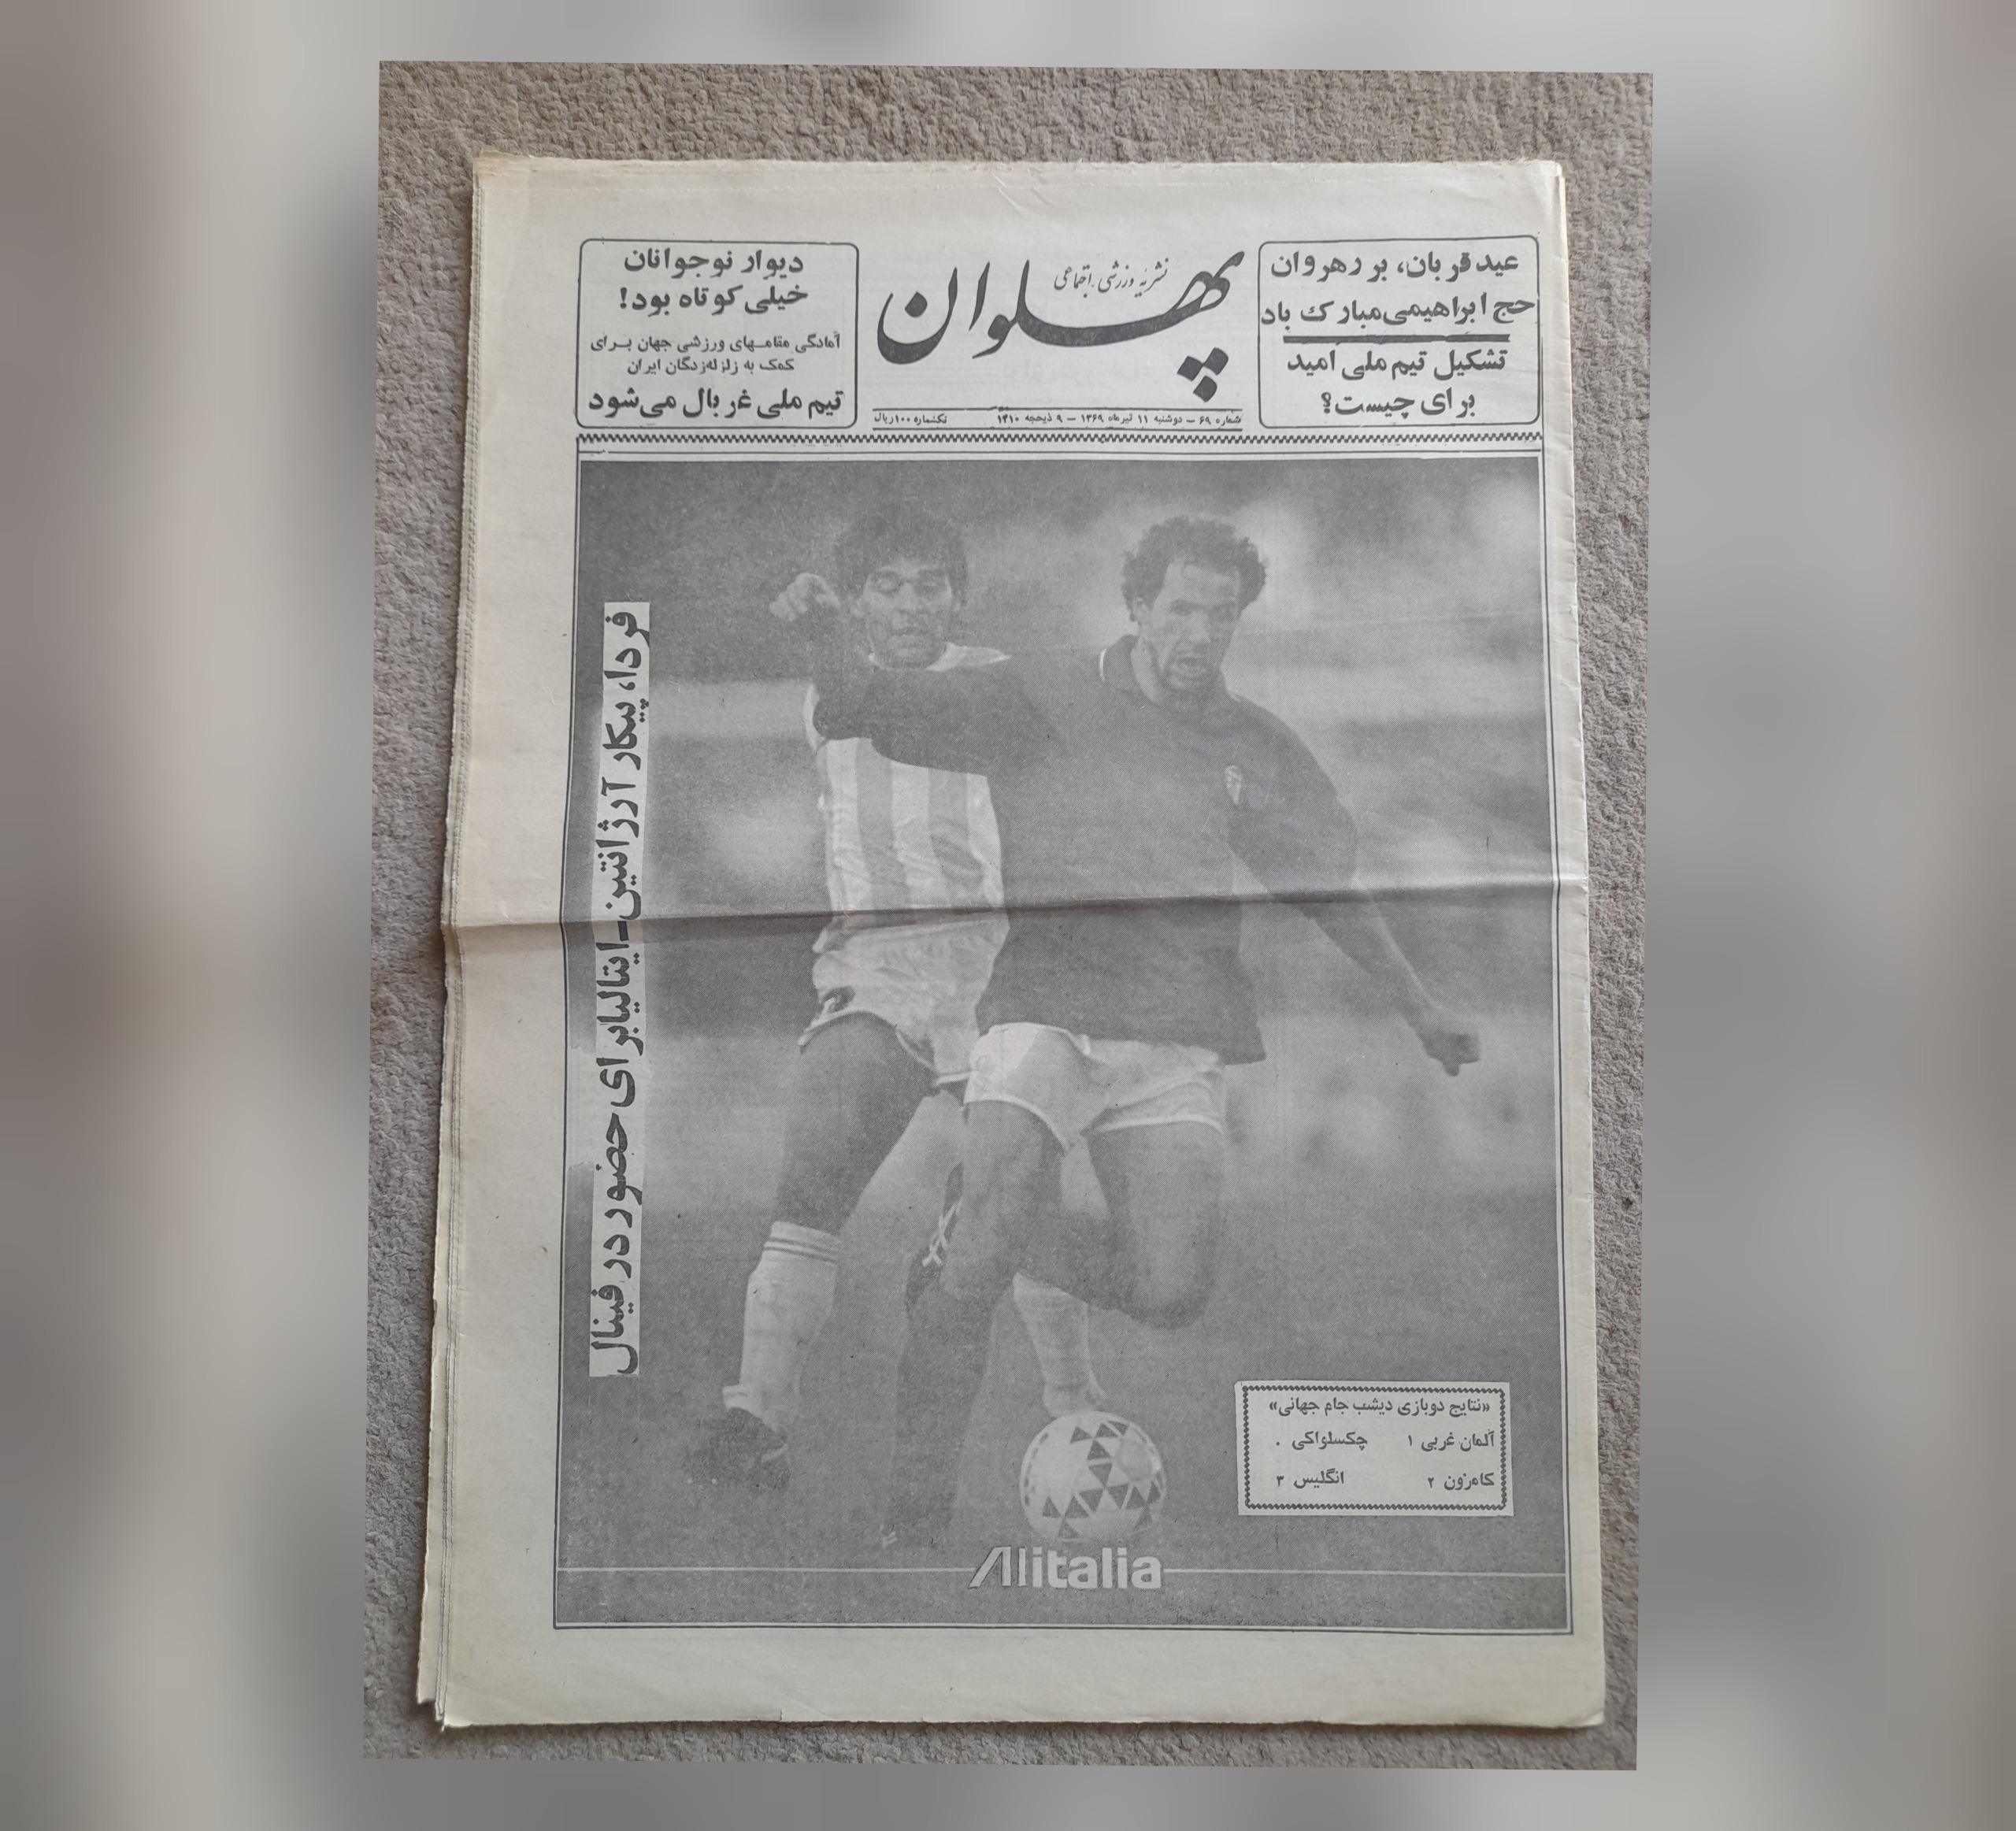 عید قربان، بر رهروان
حج ابراهیمی مبارک باد
تشکیل تیم ملی امید
برای چیست؟
نشریه ورزشی، اجتماعی
پهلوان
شماره ۶۹ – دوشنبه ۱۱ تیرماه ۱۳۶۹ – ۹ ذیحجه ۱۴۱۰
تکشماره ۱۰۰ ریال
دیوار نوجوانان
خیلی کوتاه بود!
آمادگی مقامهای ورزشی جهان برای
کمک به زلزله‌زدگان ایران
تیم ملی غربال می‌شود
فردا، پیکار آرژانتین-ایتالیا برای حضور در فینال
«نتایج دوبازی دیشب جام جهانی»
آلمان غربی ۱ چکسلواکی ۰
کامرون ۲ انگلیس ۳
Alitalia